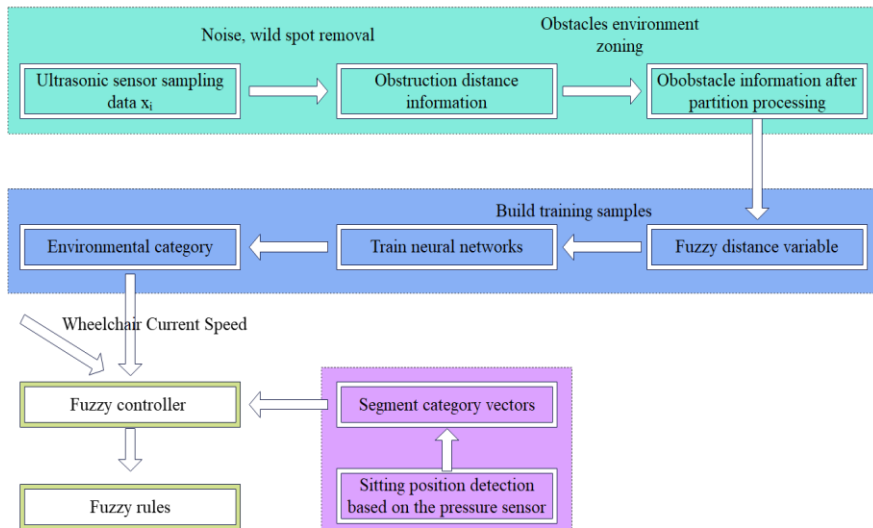 Noise, wild spot removal
Obstacles environment
zoning
Ultrasonic sensor sampling
data xᵢ
Obstruction distance
information
Obobstacle information after
partition processing
Build training samples
Environmental category
Train neural networks
Fuzzy distance variable
Wheelchair Current Speed
Fuzzy controller
Segment category vectors
Fuzzy rules
Sitting position detection
based on the pressure sensor